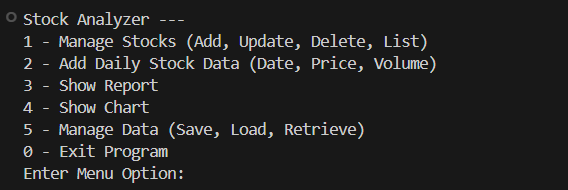 Stock Analyzer ---
1 - Manage Stocks (Add, Update, Delete, List)
2 - Add Daily Stock Data (Date, Price, Volume)
3 - Show Report
4 - Show Chart
5 - Manage Data (Save, Load, Retrieve)
0 - Exit Program
Enter Menu Option: